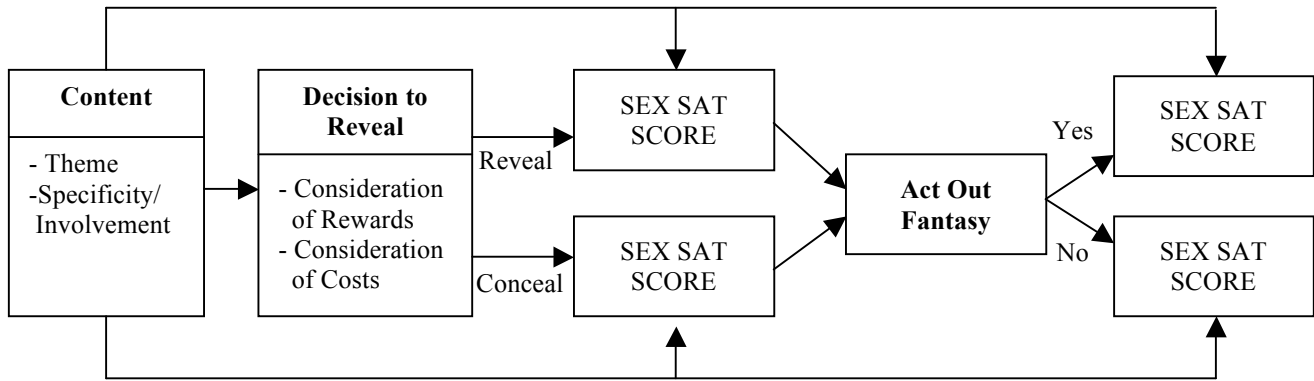 Content
- Theme
-Specificity/
Involvement
Decision to
Reveal
- Consideration
of Rewards
- Consideration
of Costs
Reveal
Conceal
SEX SAT
SCORE
SEX SAT
SCORE
Act Out
Fantasy
Yes
No
SEX SAT
SCORE
SEX SAT
SCORE